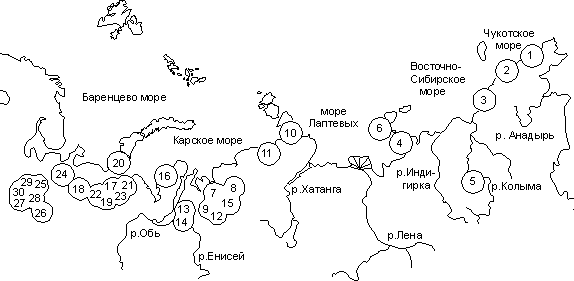 Чукотское
море
1
2
Восточно-
Сибирское
море
3
Баренцево море
море
Лаптевых
6
4
Карское море
10
11
р. Анадырь
20
24
16
5
р.Колыма
р.Инди-
гирка
р.Хатанга
29 25
30
28
27
26
18
17 21
22 23
19
7 8
15
9 12
13
14
р.Обь
р.Енисей
р.Лена